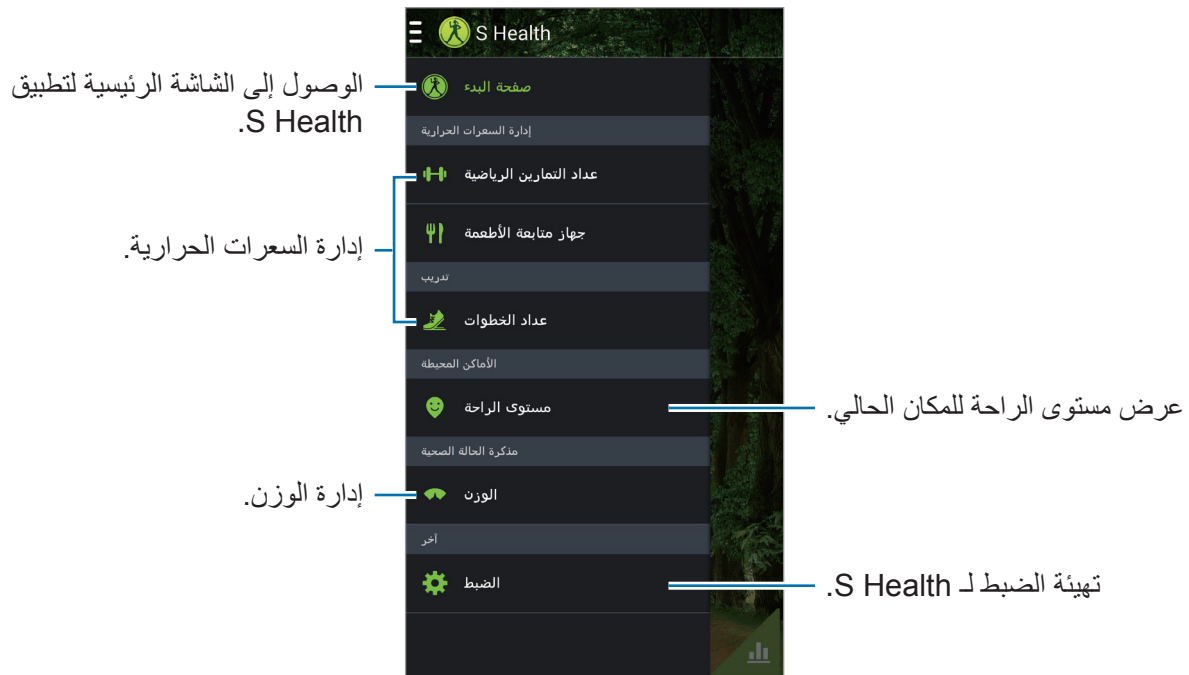 S Health
صفحة البدء
الوصول إلى الشاشة الرئيسية لتطبيق
S Health.
إدارة السعرات الحرارية
عداد التمارين الرياضية
جهاز متابعة الأطعمة
إدارة السعرات الحرارية.
تدريب
عداد الخطوات
الأماكن المحيطة
مستوى الراحة
عرض مستوى الراحة للمكان الحالي.
مذكرة الحالة الصحية
الوزن
إدارة الوزن.
آخر
الضبط
تهيئة الضبط لـ S Health.